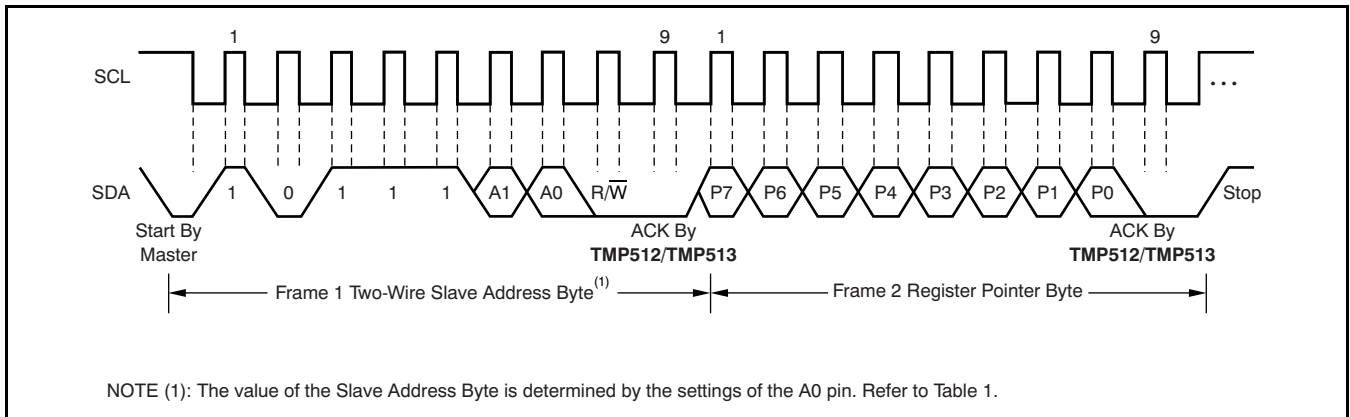 1 9 1 9
SCL ...
SDA 1 0 1 1 1 A1 A0 R/W̅ P7 P6 P5 P4 P3 P2 P1 P0 Stop
Start By ACK By ACK By
Master TMP512/TMP513 TMP512/TMP513
Frame 1 Two-Wire Slave Address Byte(1) Frame 2 Register Pointer Byte
NOTE (1): The value of the Slave Address Byte is determined by the settings of the A0 pin. Refer to Table 1.